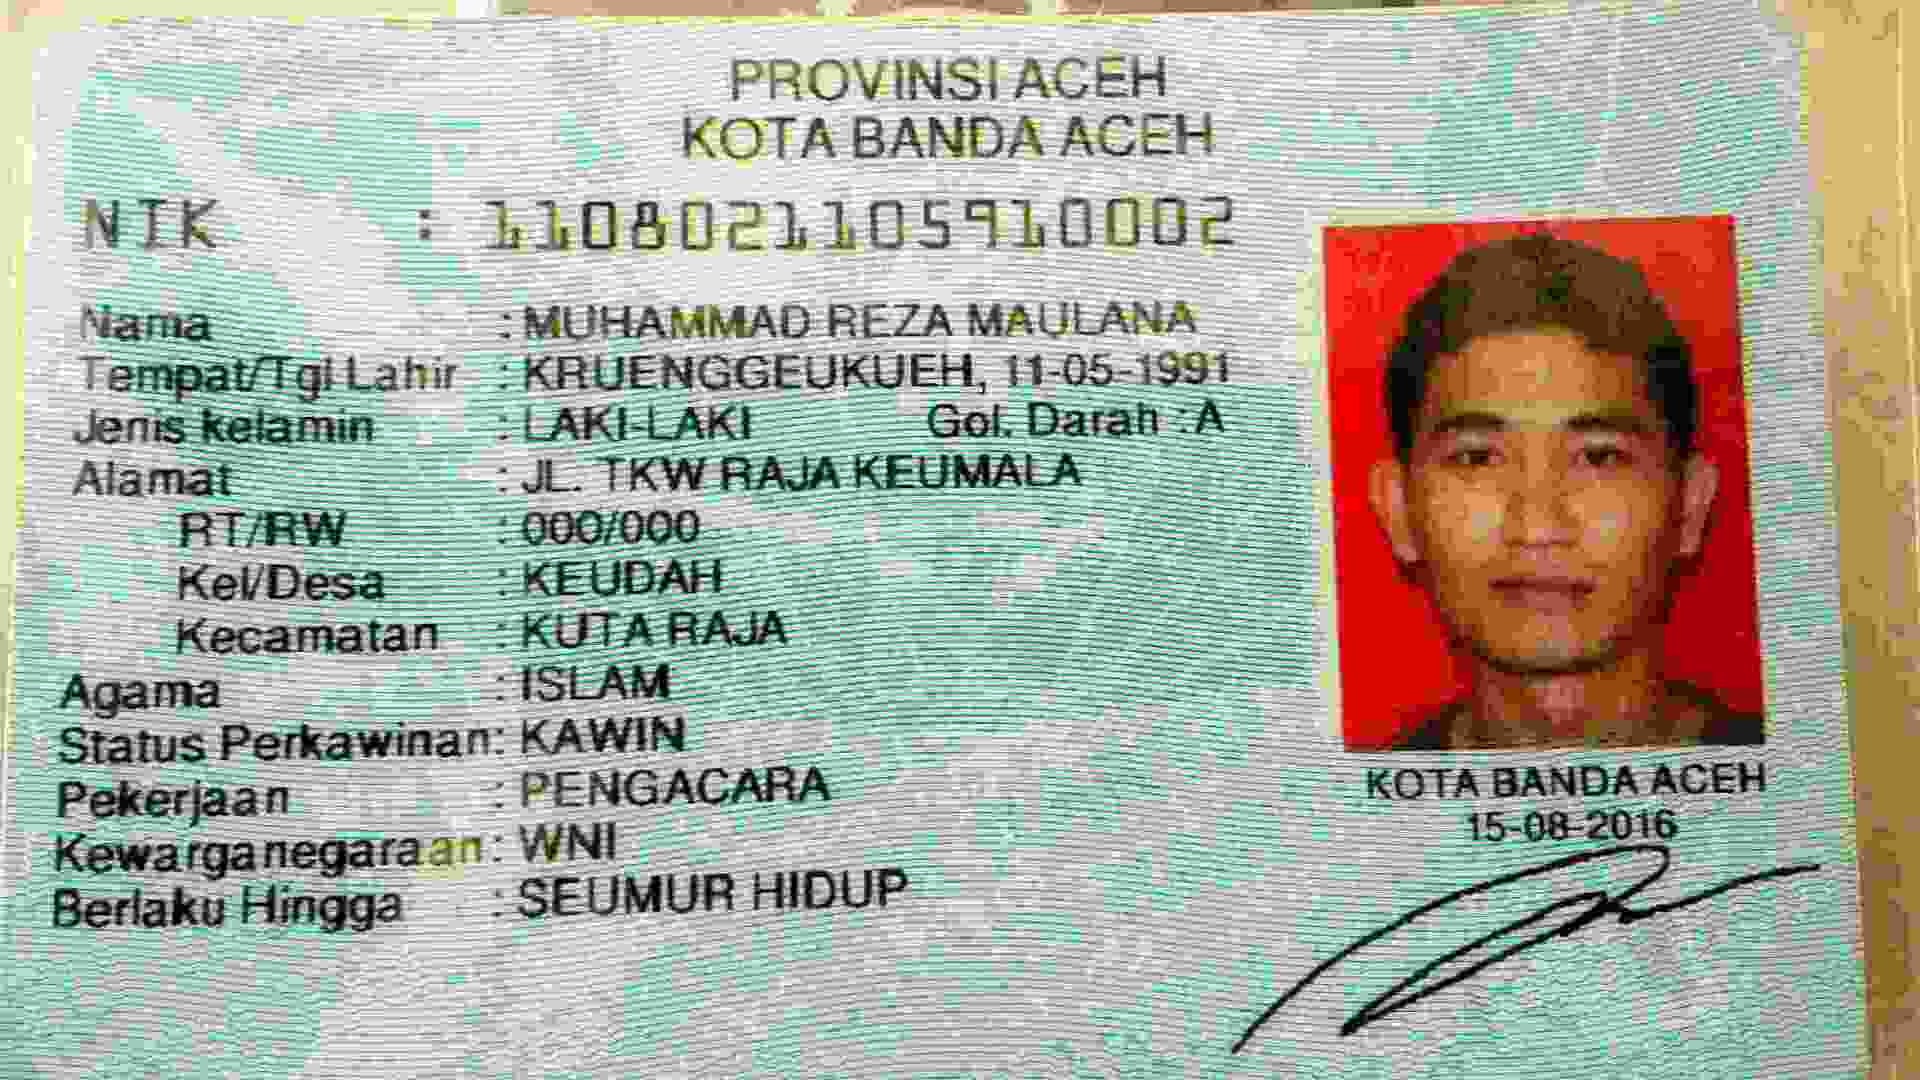 PROVINSI ACEH
KOTA BANDA ACEH
NIK : 1108021105910002
Nama : MUHAMMAD REZA MAULANA
Tempat/Tgl Lahir : KRUENGGEUKUEH, 11-05-1991
Jenis kelamin : LAKI-LAKI Gol. Darah : A
Alamat : JL. TKW RAJA KEUMALA
RT/RW : 000/000
Kel/Desa : KEUDAH
Kecamatan : KUTA RAJA
Agama : ISLAM
Status Perkawinan: KAWIN
Pekerjaan : PENGACARA
Kewarganegaraan: WNI
Berlaku Hingga : SEUMUR HIDUP
KOTA BANDA ACEH
15-08-2016